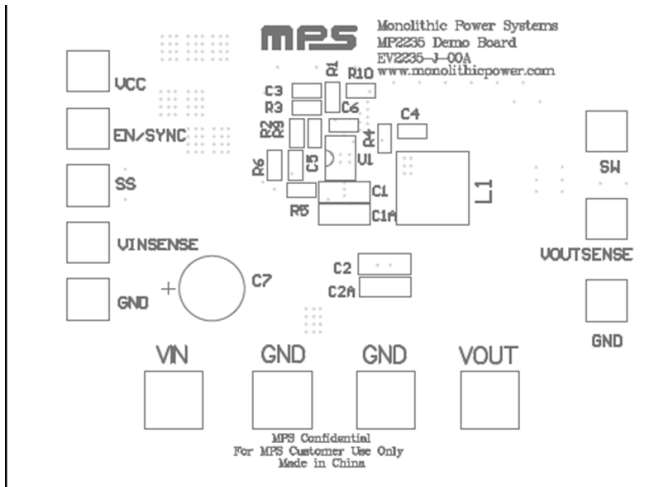 MPS
Monolithic Power Systems
MP2235 Demo Board
EV2235-J-00A
www.monolithicpower.com
VCC
EN/SYNC
SS
VINSENSE
GND
C3
R1
R10
R3
R2
R9
C6
R4
C4
R6
C5
U1
R5
C1
C1A
L1
SW
VOUTSENSE
GND
C2
C2A
+
C7
VIN
GND
GND
VOUT
MPS Confidential
For MPS Customer Use Only
Made in China